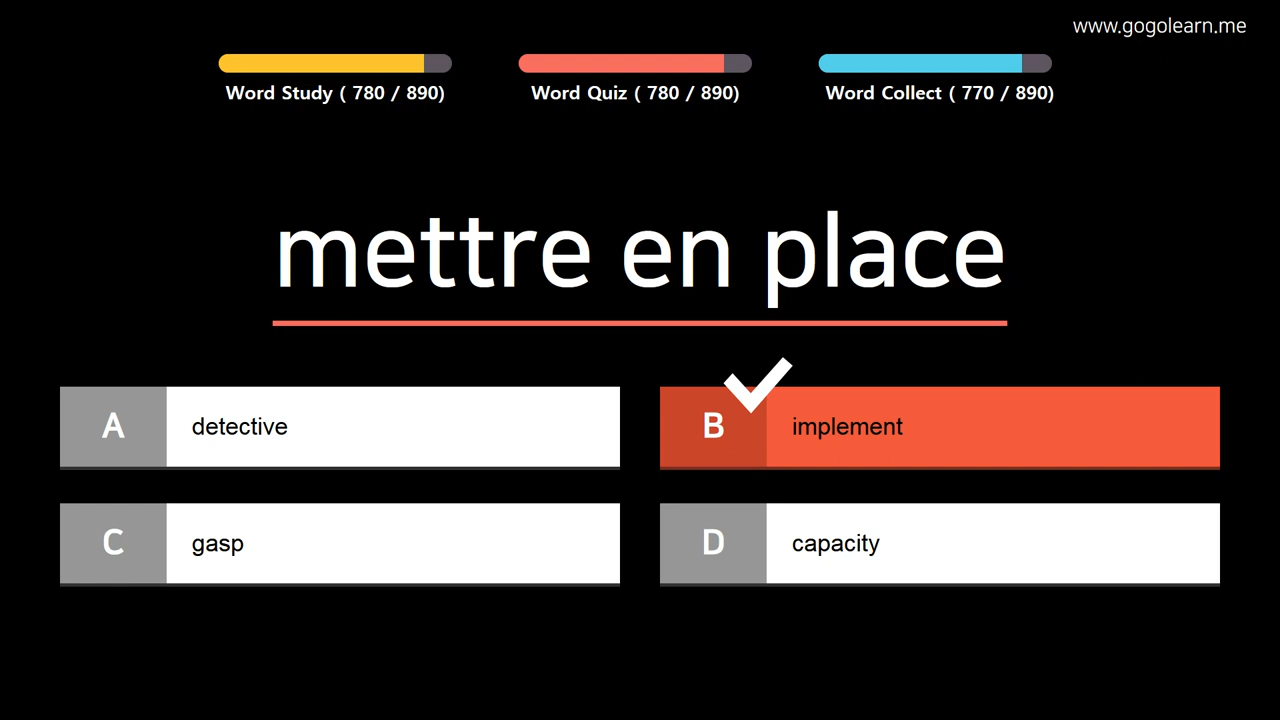 www.gogolearn.me
Word Study ( 780 / 890)
Word Quiz ( 780 / 890)
Word Collect ( 770 / 890)
mettre en place
A detective
B implement
C gasp
D capacity